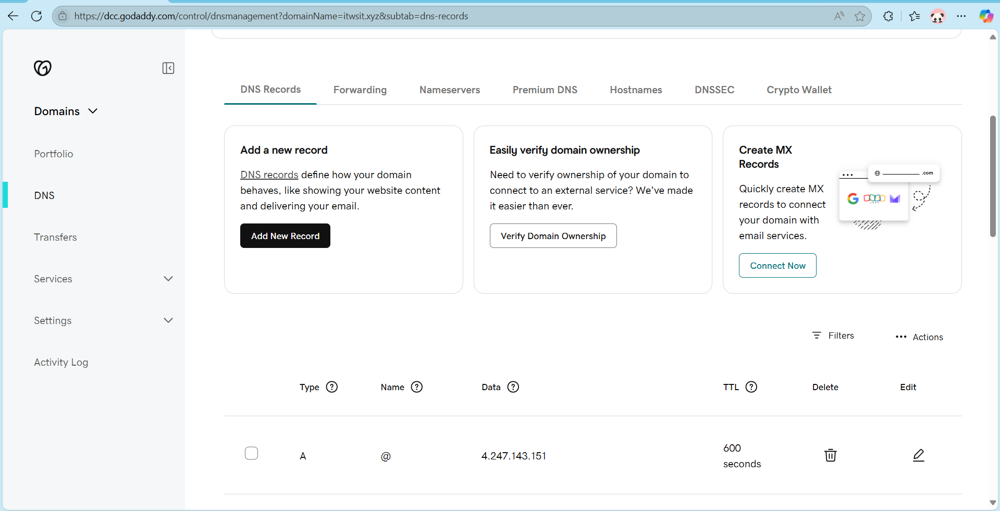 https://dcc.godaddy.com/control/dnsmanagement?domainName=itwsit.xyz&subtab=dns-records
Domains
Portfolio
DNS
Transfers
Services
Settings
Activity Log
DNS Records Forwarding Nameservers Premium DNS Hostnames DNSSEC Crypto Wallet
Add a new record
DNS records define how your domain
behaves, like showing your website content
and delivering your email.
Add New Record
Easily verify domain ownership
Need to verify ownership of your domain to
connect to an external service? We've made
it easier than ever.
Verify Domain Ownership
Create MX
Records
Quickly create MX
records to connect
your domain with
email services.
.com
Connect Now
Filters Actions
Type Name Data TTL Delete Edit
A @ 4.247.143.151 600
seconds